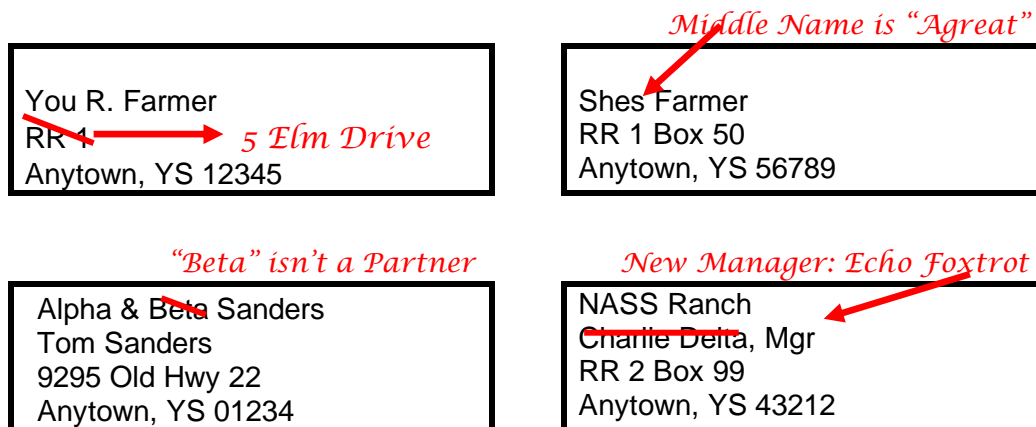 Middle Name is “Agreat”
You R. Farmer
RR 1 5 Elm Drive
Anytown, YS 12345
Shes Farmer
RR 1 Box 50
Anytown, YS 56789
“Beta” isn’t a Partner
Alpha & Beta Sanders
Tom Sanders
9295 Old Hwy 22
Anytown, YS 01234
New Manager: Echo Foxtrot
NASS Ranch
Charlie Delta, Mgr
RR 2 Box 99
Anytown, YS 43212